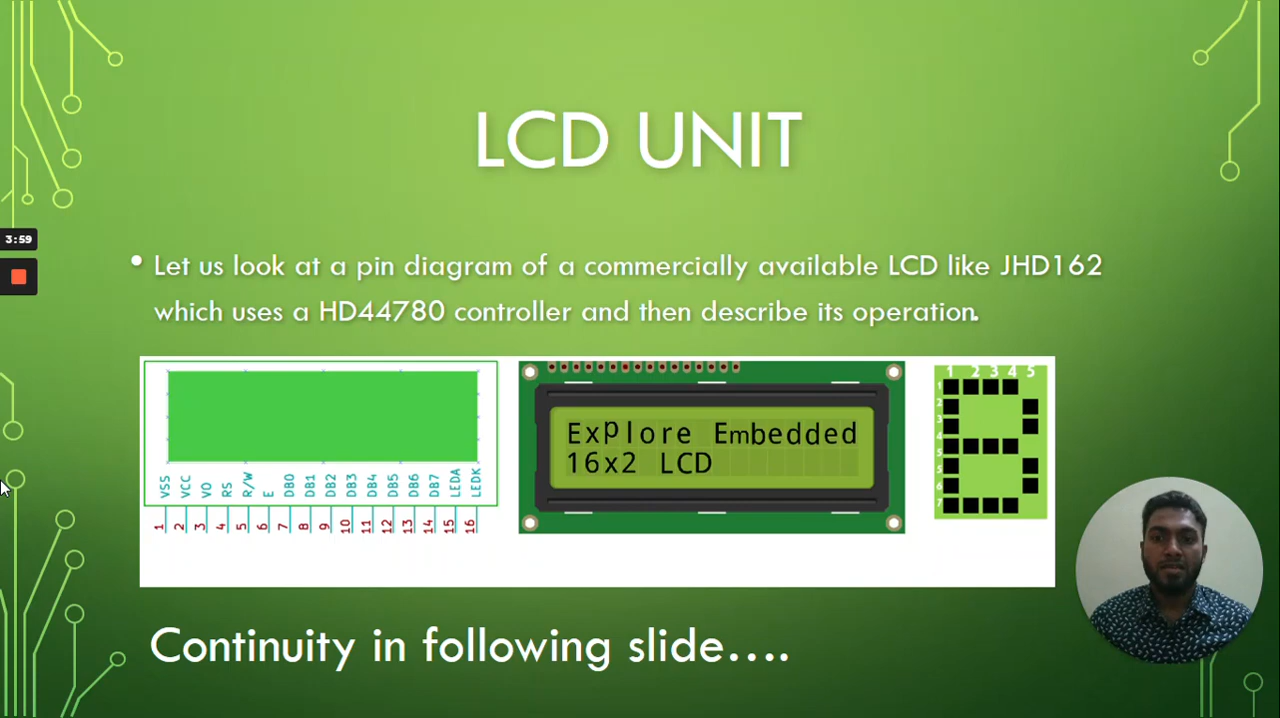 LCD UNIT
3:59
• Let us look at a pin diagram of a commercially available LCD like JHD162
which uses a HD44780 controller and then describe its operation.
VSS VCC VO RS R/W E DB0 DB1 DB2 DB3 DB4 DB5 DB6 DB7 LEDA LEDK
1 2 3 4 5 6 7 8 9 10 11 12 13 14 15 16
Explore Embedded
16x2 LCD
1 2 3 4 5
Continuity in following slide....